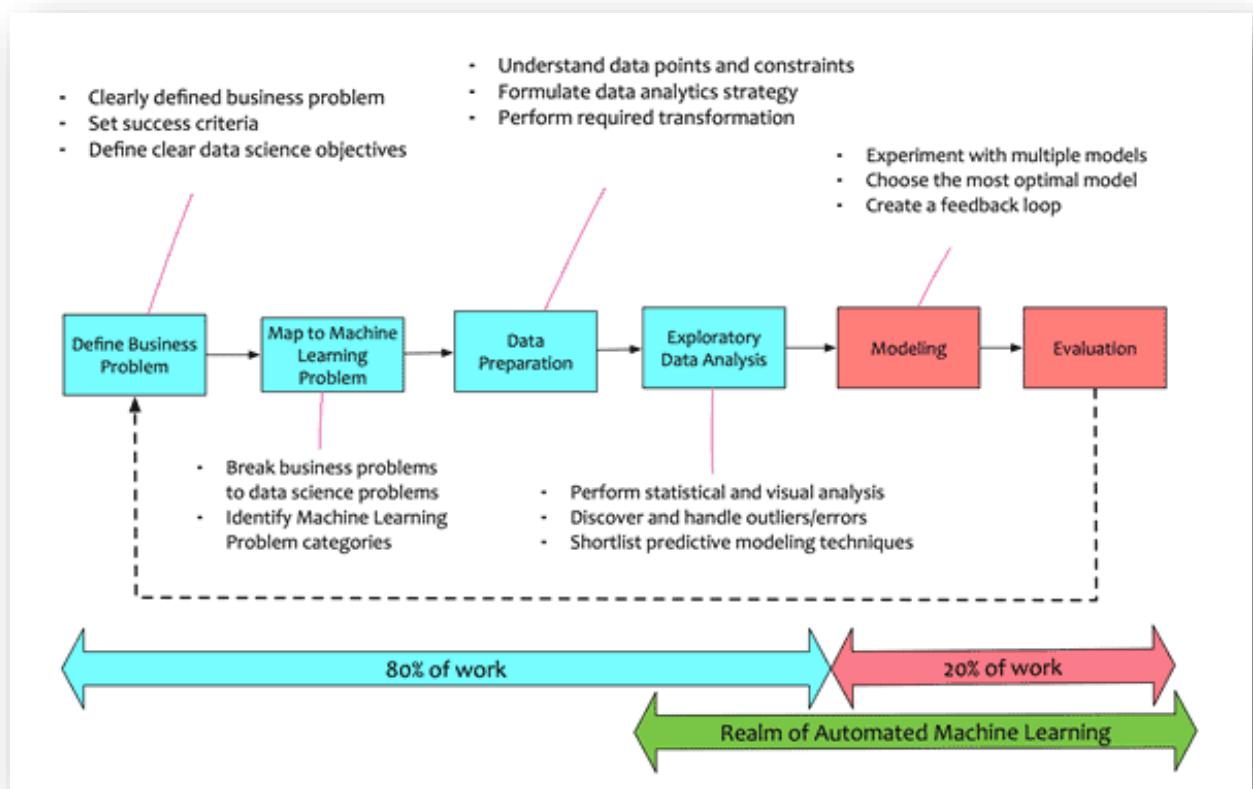 - Clearly defined business problem
- Set success criteria
- Define clear data science objectives
- Understand data points and constraints
- Formulate data analytics strategy
- Perform required transformation
- Experiment with multiple models
- Choose the most optimal model
- Create a feedback loop
Define Business
Problem
Map to Machine
Learning
Problem
Data
Preparation
Exploratory
Data Analysis
Modeling
Evaluation
- Break business problems
to data science problems
- Identify Machine Learning
Problem categories
- Perform statistical and visual analysis
- Discover and handle outliers/errors
- Shortlist predictive modeling techniques
80% of work
20% of work
Realm of Automated Machine Learning